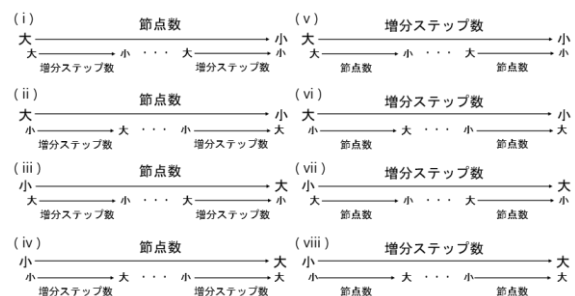 (ⅰ)
節点数
大 小
大 小 ・・・ 大 小
増分ステップ数 増分ステップ数
(ⅱ)
節点数
大 小
小 大 ・・・ 小 大
増分ステップ数 増分ステップ数
(ⅲ)
節点数
小 大
大 小 ・・・ 大 小
増分ステップ数 増分ステップ数
(ⅳ)
節点数
小 大
小 大 ・・・ 小 大
増分ステップ数 増分ステップ数
(ⅴ)
増分ステップ数
大 小
大 小 ・・・ 大 小
節点数 節点数
(ⅵ)
増分ステップ数
大 小
小 大 ・・・ 小 大
節点数 節点数
(ⅶ)
増分ステップ数
小 大
大 小 ・・・ 大 小
節点数 節点数
(ⅷ)
増分ステップ数
小 大
小 大 ・・・ 小 大
節点数 節点数